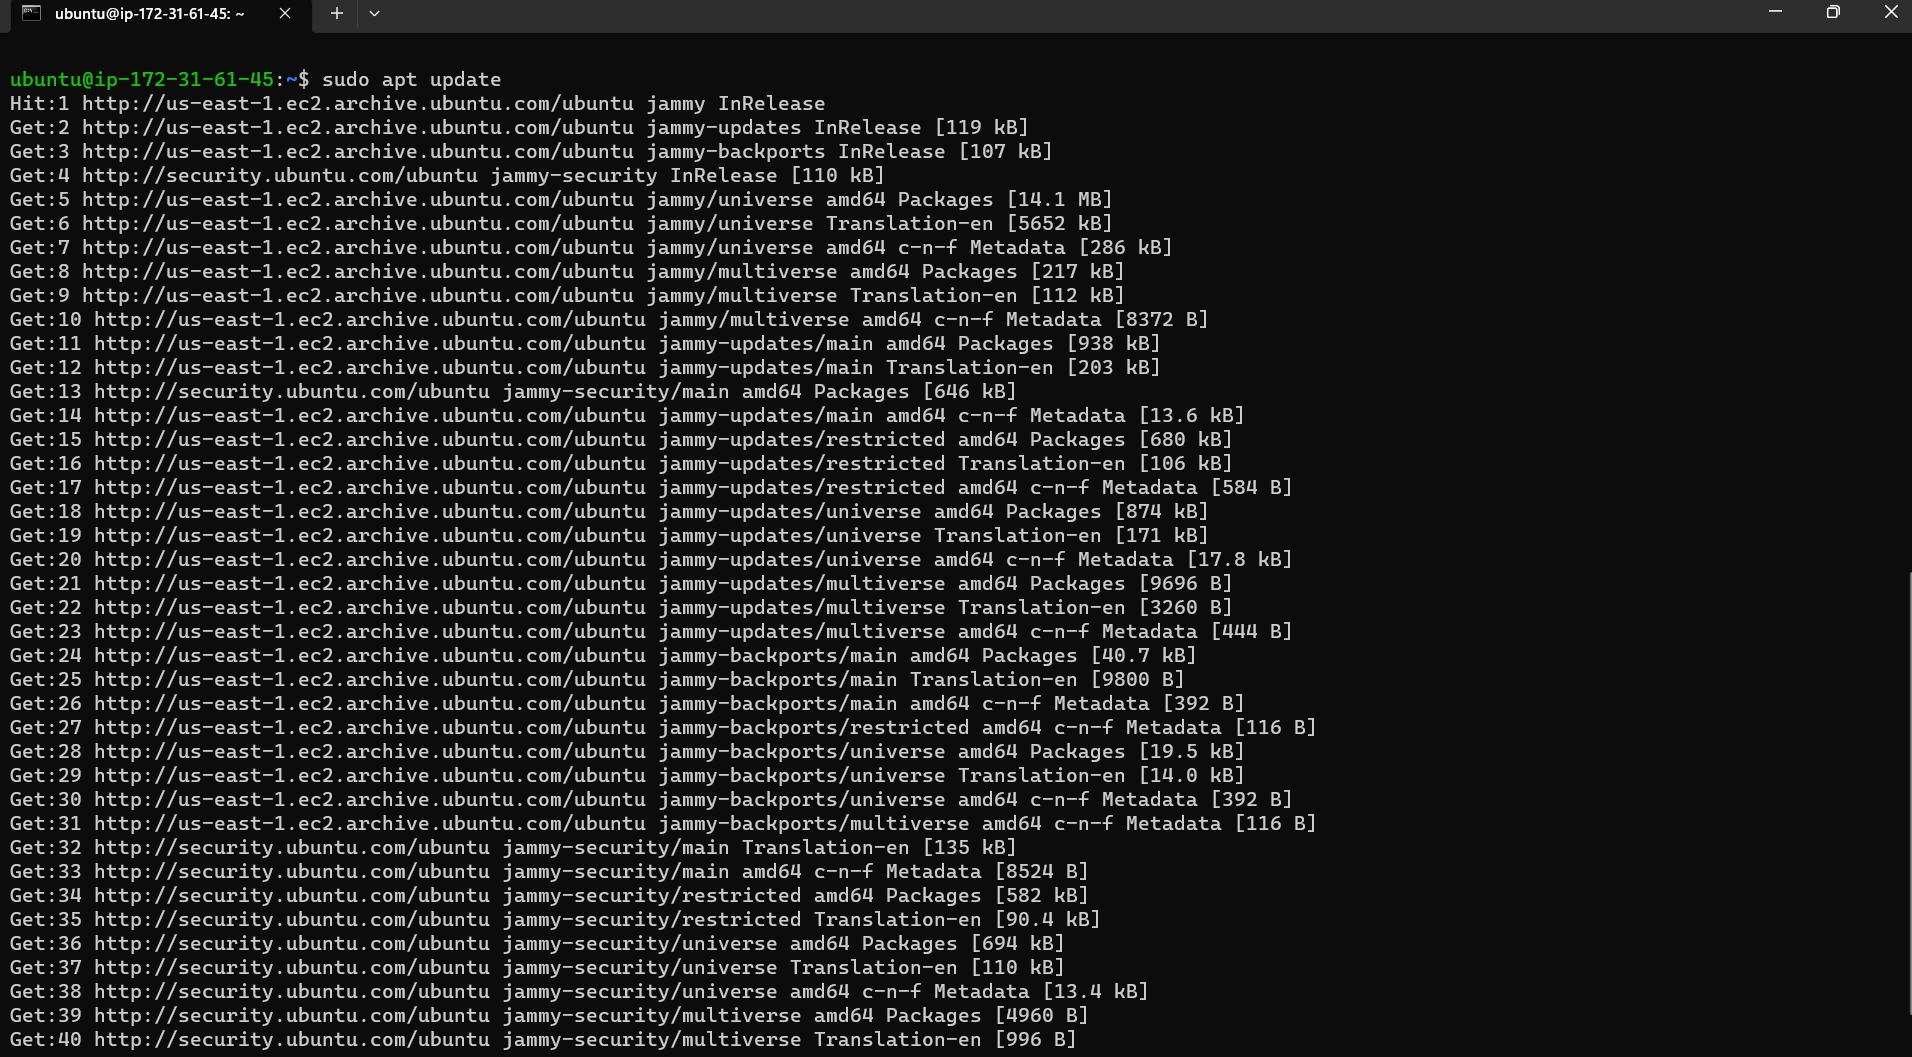 ubuntu@ip-172-31-61-45: ~
ubuntu@ip-172-31-61-45:~$ sudo apt update
Hit:1 http://us-east-1.ec2.archive.ubuntu.com/ubuntu jammy InRelease
Get:2 http://us-east-1.ec2.archive.ubuntu.com/ubuntu jammy-updates InRelease [119 kB]
Get:3 http://us-east-1.ec2.archive.ubuntu.com/ubuntu jammy-backports InRelease [107 kB]
Get:4 http://security.ubuntu.com/ubuntu jammy-security InRelease [110 kB]
Get:5 http://us-east-1.ec2.archive.ubuntu.com/ubuntu jammy/universe amd64 Packages [14.1 MB]
Get:6 http://us-east-1.ec2.archive.ubuntu.com/ubuntu jammy/universe Translation-en [5652 kB]
Get:7 http://us-east-1.ec2.archive.ubuntu.com/ubuntu jammy/universe amd64 c-n-f Metadata [286 kB]
Get:8 http://us-east-1.ec2.archive.ubuntu.com/ubuntu jammy/multiverse amd64 Packages [217 kB]
Get:9 http://us-east-1.ec2.archive.ubuntu.com/ubuntu jammy/multiverse Translation-en [112 kB]
Get:10 http://us-east-1.ec2.archive.ubuntu.com/ubuntu jammy/multiverse amd64 c-n-f Metadata [8372 B]
Get:11 http://us-east-1.ec2.archive.ubuntu.com/ubuntu jammy-updates/main amd64 Packages [938 kB]
Get:12 http://us-east-1.ec2.archive.ubuntu.com/ubuntu jammy-updates/main Translation-en [203 kB]
Get:13 http://security.ubuntu.com/ubuntu jammy-security/main amd64 Packages [646 kB]
Get:14 http://us-east-1.ec2.archive.ubuntu.com/ubuntu jammy-updates/main amd64 c-n-f Metadata [13.6 kB]
Get:15 http://us-east-1.ec2.archive.ubuntu.com/ubuntu jammy-updates/restricted amd64 Packages [680 kB]
Get:16 http://us-east-1.ec2.archive.ubuntu.com/ubuntu jammy-updates/restricted Translation-en [106 kB]
Get:17 http://us-east-1.ec2.archive.ubuntu.com/ubuntu jammy-updates/restricted amd64 c-n-f Metadata [584 B]
Get:18 http://us-east-1.ec2.archive.ubuntu.com/ubuntu jammy-updates/universe amd64 Packages [874 kB]
Get:19 http://us-east-1.ec2.archive.ubuntu.com/ubuntu jammy-updates/universe Translation-en [171 kB]
Get:20 http://us-east-1.ec2.archive.ubuntu.com/ubuntu jammy-updates/universe amd64 c-n-f Metadata [17.8 kB]
Get:21 http://us-east-1.ec2.archive.ubuntu.com/ubuntu jammy-updates/multiverse amd64 Packages [9696 B]
Get:22 http://us-east-1.ec2.archive.ubuntu.com/ubuntu jammy-updates/multiverse Translation-en [3260 B]
Get:23 http://us-east-1.ec2.archive.ubuntu.com/ubuntu jammy-updates/multiverse amd64 c-n-f Metadata [444 B]
Get:24 http://us-east-1.ec2.archive.ubuntu.com/ubuntu jammy-backports/main amd64 Packages [40.7 kB]
Get:25 http://us-east-1.ec2.archive.ubuntu.com/ubuntu jammy-backports/main Translation-en [9800 B]
Get:26 http://us-east-1.ec2.archive.ubuntu.com/ubuntu jammy-backports/main amd64 c-n-f Metadata [392 B]
Get:27 http://us-east-1.ec2.archive.ubuntu.com/ubuntu jammy-backports/restricted amd64 c-n-f Metadata [116 B]
Get:28 http://us-east-1.ec2.archive.ubuntu.com/ubuntu jammy-backports/universe amd64 Packages [19.5 kB]
Get:29 http://us-east-1.ec2.archive.ubuntu.com/ubuntu jammy-backports/universe Translation-en [14.0 kB]
Get:30 http://us-east-1.ec2.archive.ubuntu.com/ubuntu jammy-backports/universe amd64 c-n-f Metadata [392 B]
Get:31 http://us-east-1.ec2.archive.ubuntu.com/ubuntu jammy-backports/multiverse amd64 c-n-f Metadata [116 B]
Get:32 http://security.ubuntu.com/ubuntu jammy-security/main Translation-en [135 kB]
Get:33 http://security.ubuntu.com/ubuntu jammy-security/main amd64 c-n-f Metadata [8524 B]
Get:34 http://security.ubuntu.com/ubuntu jammy-security/restricted amd64 Packages [582 kB]
Get:35 http://security.ubuntu.com/ubuntu jammy-security/restricted Translation-en [90.4 kB]
Get:36 http://security.ubuntu.com/ubuntu jammy-security/universe amd64 Packages [694 kB]
Get:37 http://security.ubuntu.com/ubuntu jammy-security/universe Translation-en [110 kB]
Get:38 http://security.ubuntu.com/ubuntu jammy-security/universe amd64 c-n-f Metadata [13.4 kB]
Get:39 http://security.ubuntu.com/ubuntu jammy-security/multiverse amd64 Packages [4960 B]
Get:40 http://security.ubuntu.com/ubuntu jammy-security/multiverse Translation-en [996 B]